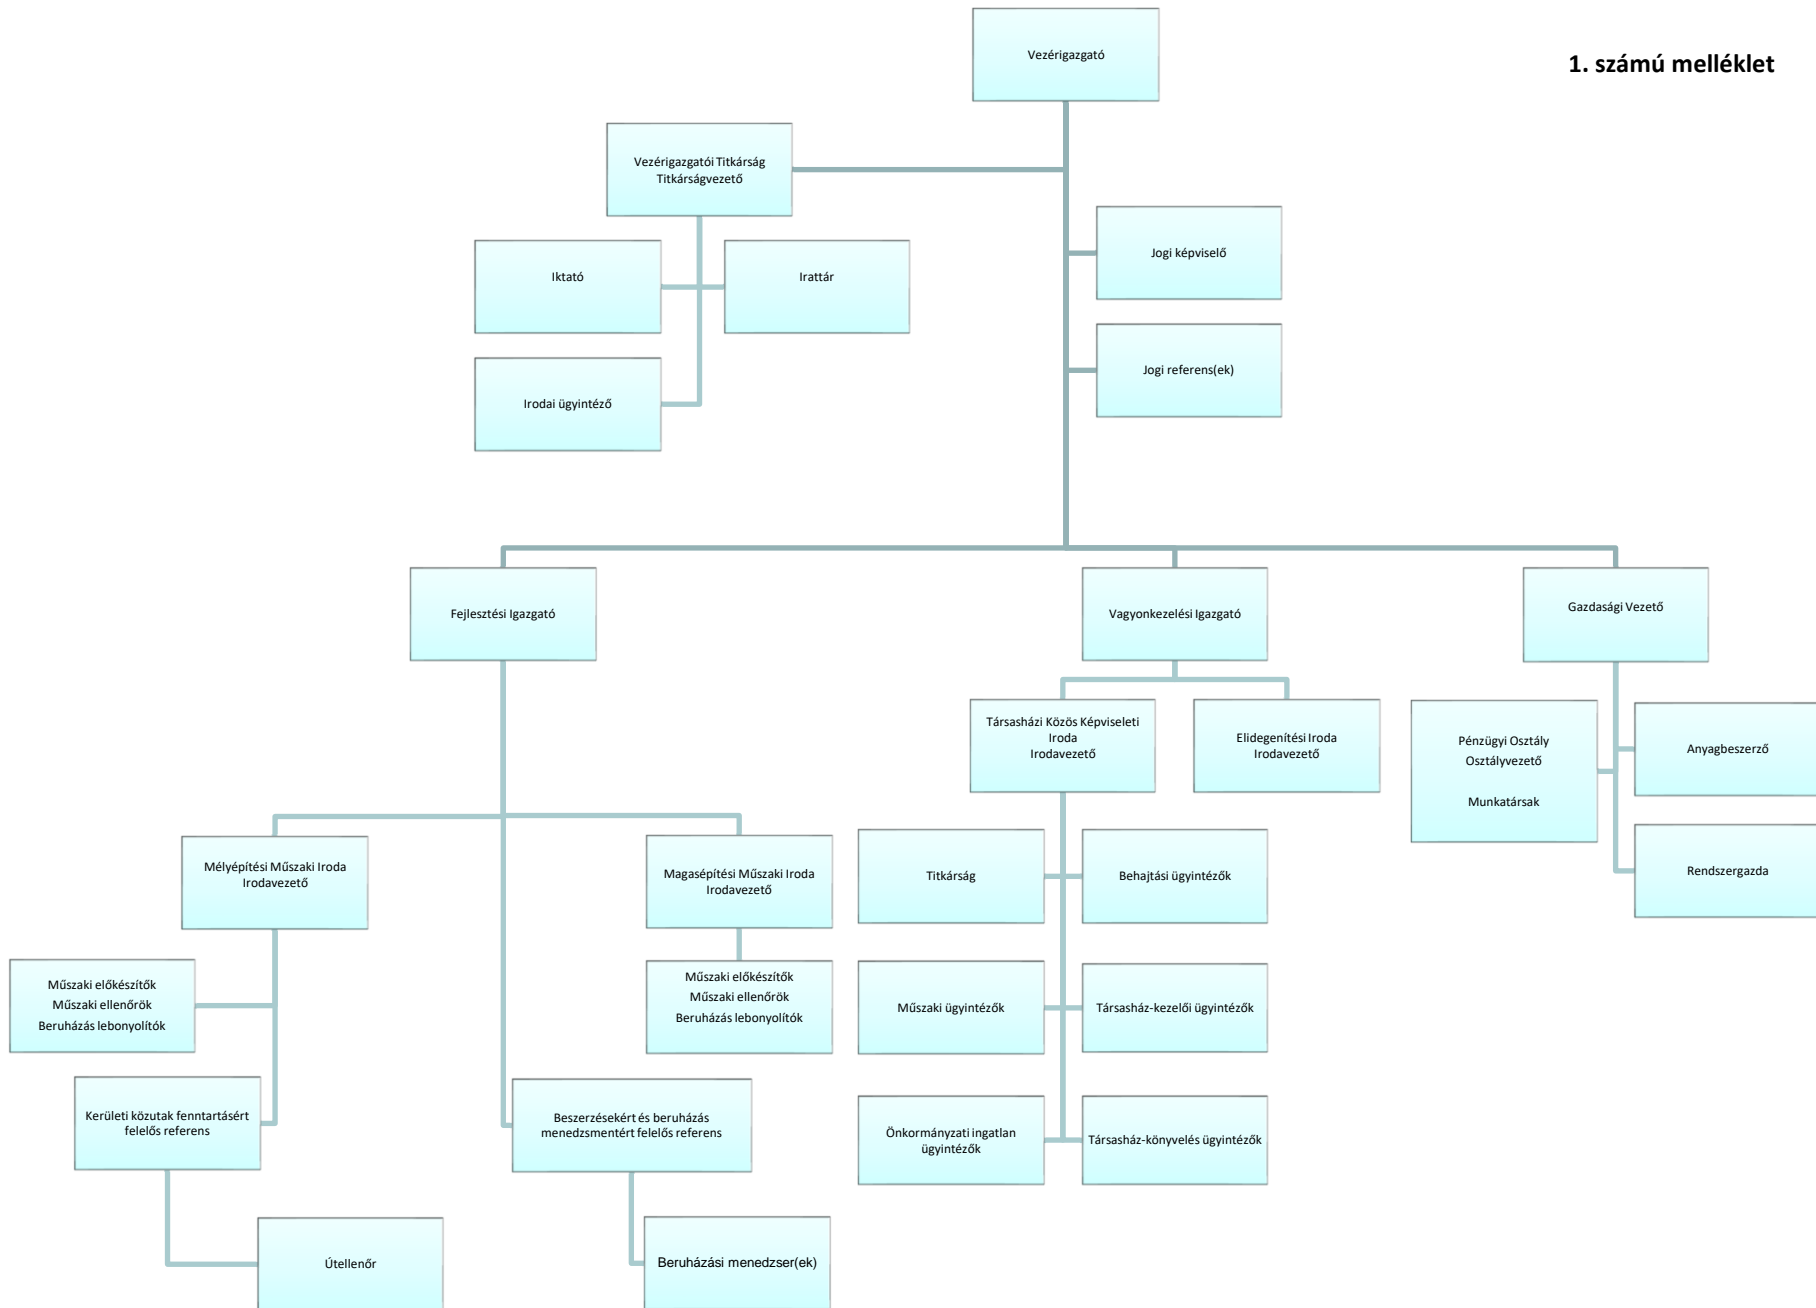 Vezérigazgató
1. számú melléklet
Vezérigazgatói Titkárság
Titkárságvezető
Jogi képviselő
Iktató
Irattár
Jogi referens(ek)
Irodai ügyintéző
Fejlesztési Igazgató
Vagyonkezelési Igazgató
Gazdasági Vezető
Társasházi Közös Képviseleti
Iroda
Irodavezető
Elidegenítési Iroda
Irodavezető
Pénzügyi Osztály
Osztályvezető
Munkatársak
Anyagbeszerző
Rendszergazda
Mélyépítési Műszaki Iroda
Irodavezető
Magasépítési Műszaki Iroda
Irodavezető
Titkárság
Behajtási ügyintézők
Műszaki előkészítők
Műszaki ellenőrök
Beruházás lebonyolítók
Műszaki előkészítők
Műszaki ellenőrök
Beruházás lebonyolítók
Műszaki ügyintézők
Társasház-kezelői ügyintézők
Kerületi közutak fenntartásért
felelős referens
Beszerzésekért és beruházás
menedzsmentért felelős referens
Önkormányzati ingatlan
ügyintézők
Társasház-könyvelés ügyintézők
Útellenőr
Beruházási menedzser(ek)